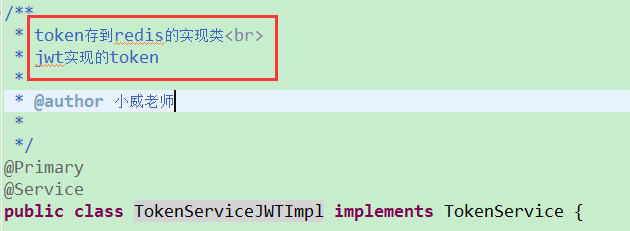 /**
 * token存到redis的实现类<br>
 * jwt实现的token
 *
 * @author 小威老师
 *
 */
@Primary
@Service
public class TokenServiceJWTImpl implements TokenService {